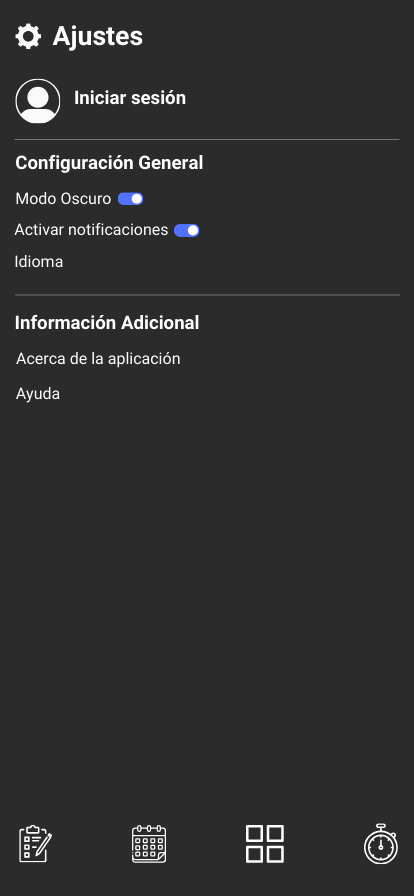 Ajustes
Iniciar sesión
Configuración General
Modo Oscuro
Activar notificaciones
Idioma
Información Adicional
Acerca de la aplicación
Ayuda